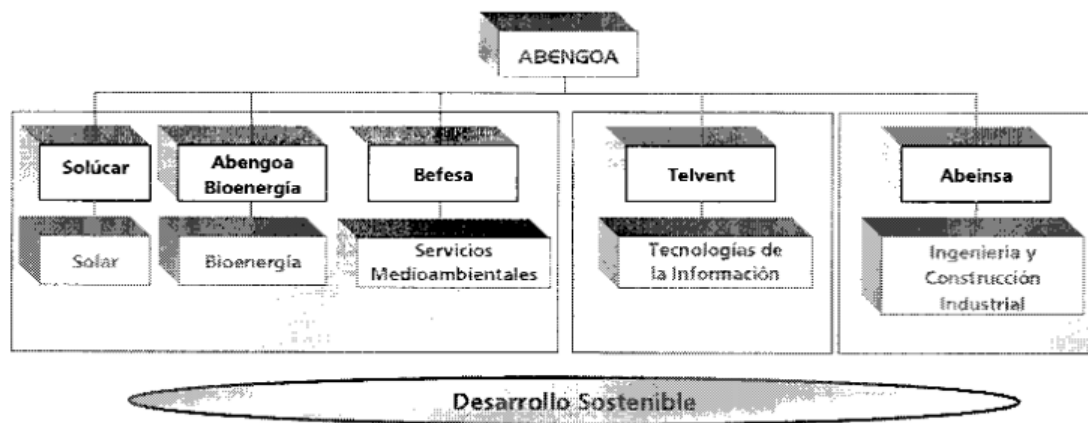 ABENGOA
Solúcar
Abengoa
Bioenergía
Befesa
Telvent
Abeinsa
Solar
Bioenergía
Servicios
Medioambientales
Tecnologías de
la Información
Ingeniería y
Construcción
Industrial
Desarrollo Sostenible